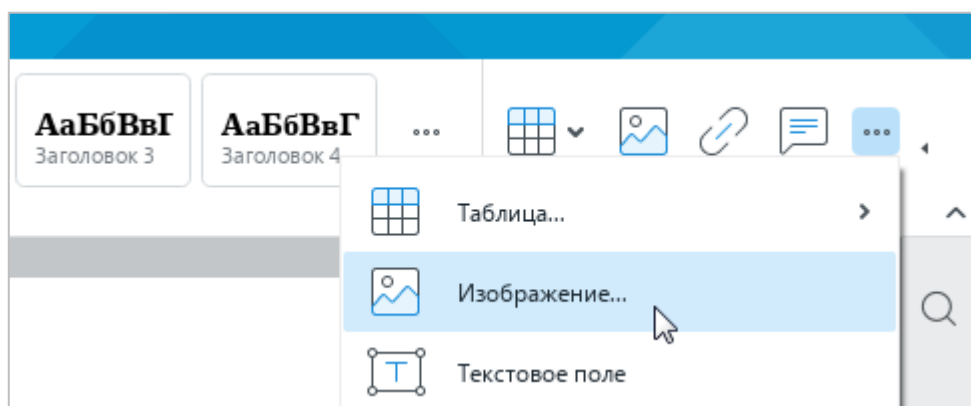 АаБбВвГ АаБбВвГ
Заголовок 3 Заголовок 4
Таблица...
Изображение...
Текстовое поле